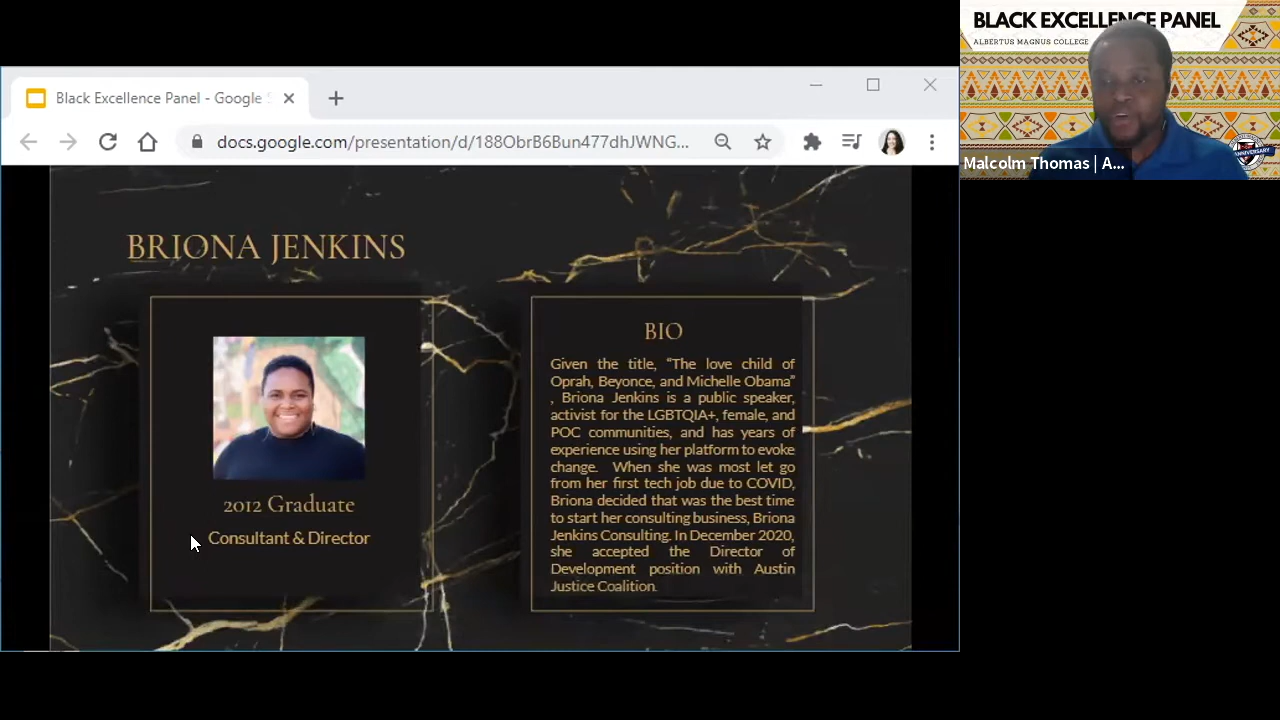 BLACK EXCELLENCE PANEL
ALBERTUS MAGNUS COLLEGE
ANNIVERSARY
Malcolm Thomas | A...
Black Excellence Panel - Google
docs.google.com/presentation/d/188ObrB6Bun477dhJWNG...
BRIONA JENKINS
2012 Graduate
Consultant & Director
BIO
Given the title, “The love child of
Oprah, Beyonce, and Michelle Obama”
, Briona Jenkins is a public speaker,
activist for the LGBTQIA+, female, and
POC communities, and has years of
experience using her platform to evoke
change. When she was most let go
from her first tech job due to COVID,
Briona decided that was the best time
to start her consulting business, Briona
Jenkins Consulting. In December 2020,
she accepted the Director of
Development position with Austin
Justice Coalition.